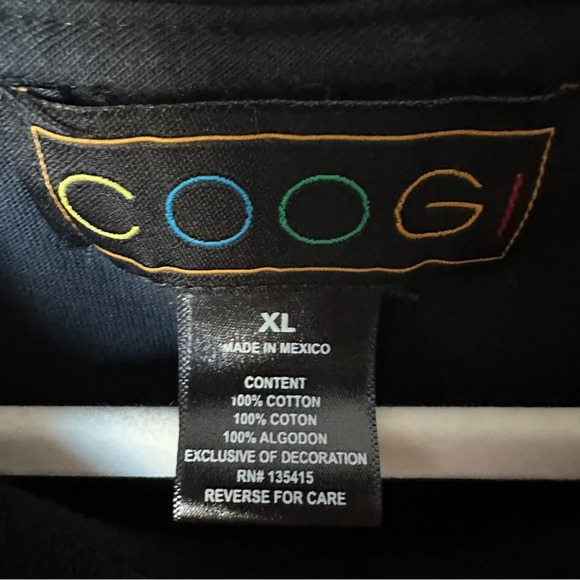 COOGI
XL
MADE IN MEXICO
CONTENT
100% COTTON
100% COTON
100% ALGODON
EXCLUSIVE OF DECORATION
RN# 135415
REVERSE FOR CARE